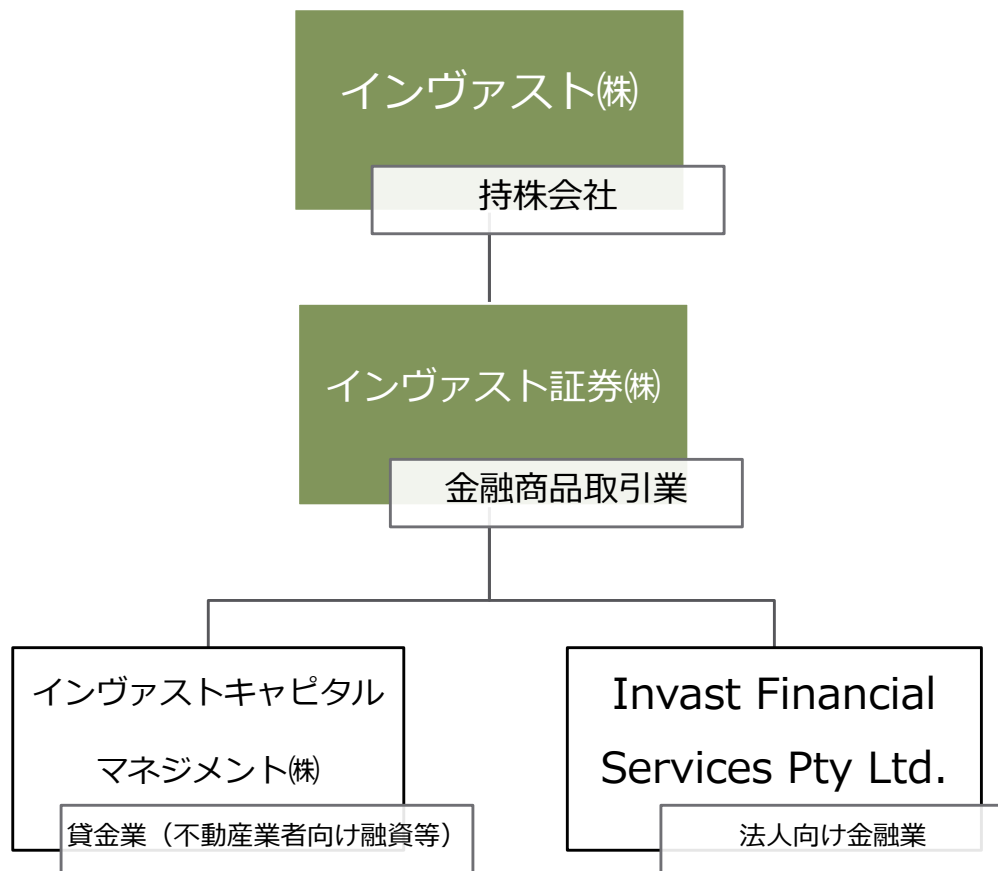 インヴァスト㈱
持株会社
インヴァスト証券㈱
金融商品取引業
インヴァストキャピタル
マネジメント㈱
貸金業（不動産業者向け融資等）
Invast Financial
Services Pty Ltd.
法人向け金融業